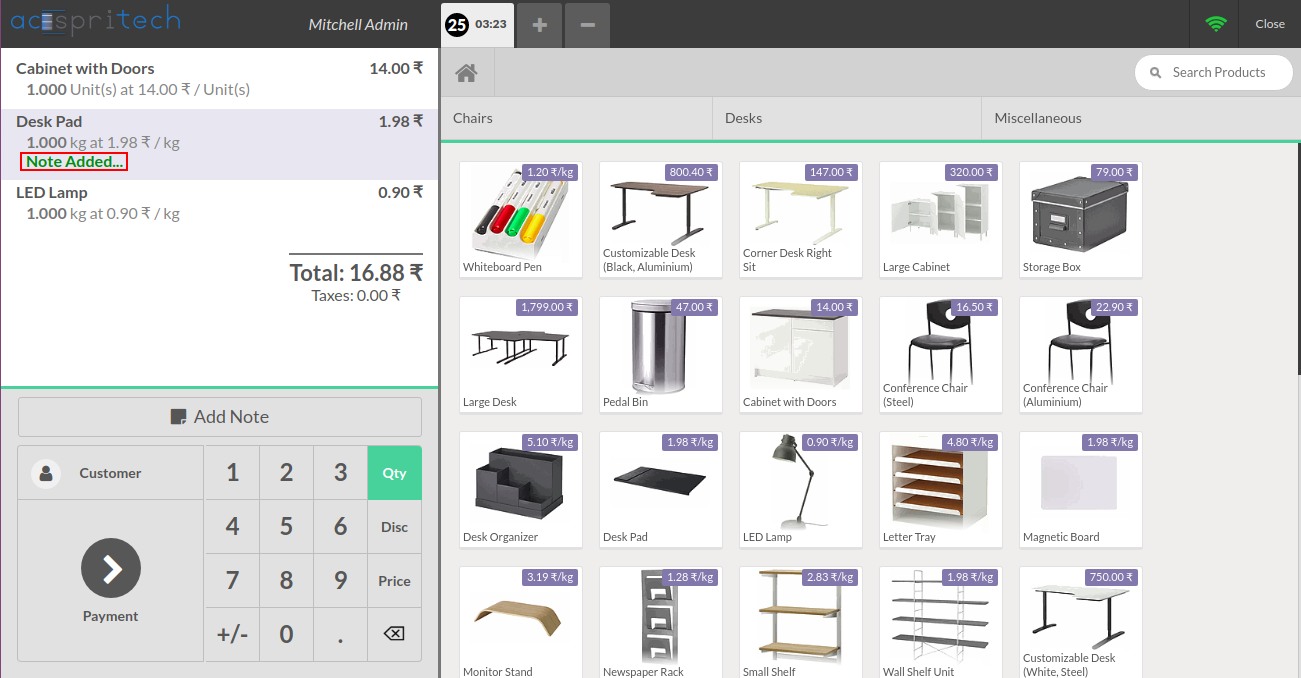 acespritech
Mitchell Admin
25 03:23
Close
Cabinet with Doors 14.00 ₹
1.000 Unit(s) at 14.00 ₹ / Unit(s)
Desk Pad 1.98 ₹
1.000 kg at 1.98 ₹ / kg
Note Added...
LED Lamp 0.90 ₹
1.000 kg at 0.90 ₹ / kg
Total: 16.88 ₹
Taxes: 0.00 ₹
Add Note
Customer
1 2 3 Qty
4 5 6 Disc
7 8 9 Price
+/- 0 .
Payment
Search Products
Chairs Desks Miscellaneous
1.20 ₹/kg
Whiteboard Pen
800.40 ₹
Customizable Desk
(Black, Aluminium)
147.00 ₹
Corner Desk Right
Sit
320.00 ₹
Large Cabinet
79.00 ₹
Storage Box
1,799.00 ₹
Large Desk
47.00 ₹
Pedal Bin
14.00 ₹
Cabinet with Doors
16.50 ₹
Conference Chair
(Steel)
22.90 ₹
Conference Chair
(Aluminium)
5.10 ₹/kg
Desk Organizer
1.98 ₹/kg
Desk Pad
0.90 ₹/kg
LED Lamp
4.80 ₹/kg
Letter Tray
1.98 ₹/kg
Magnetic Board
3.19 ₹/kg
Monitor Stand
1.28 ₹/kg
Newspaper Rack
2.83 ₹/kg
Small Shelf
1.98 ₹/kg
Wall Shelf Unit
750.00 ₹
Customizable Desk
(White, Steel)